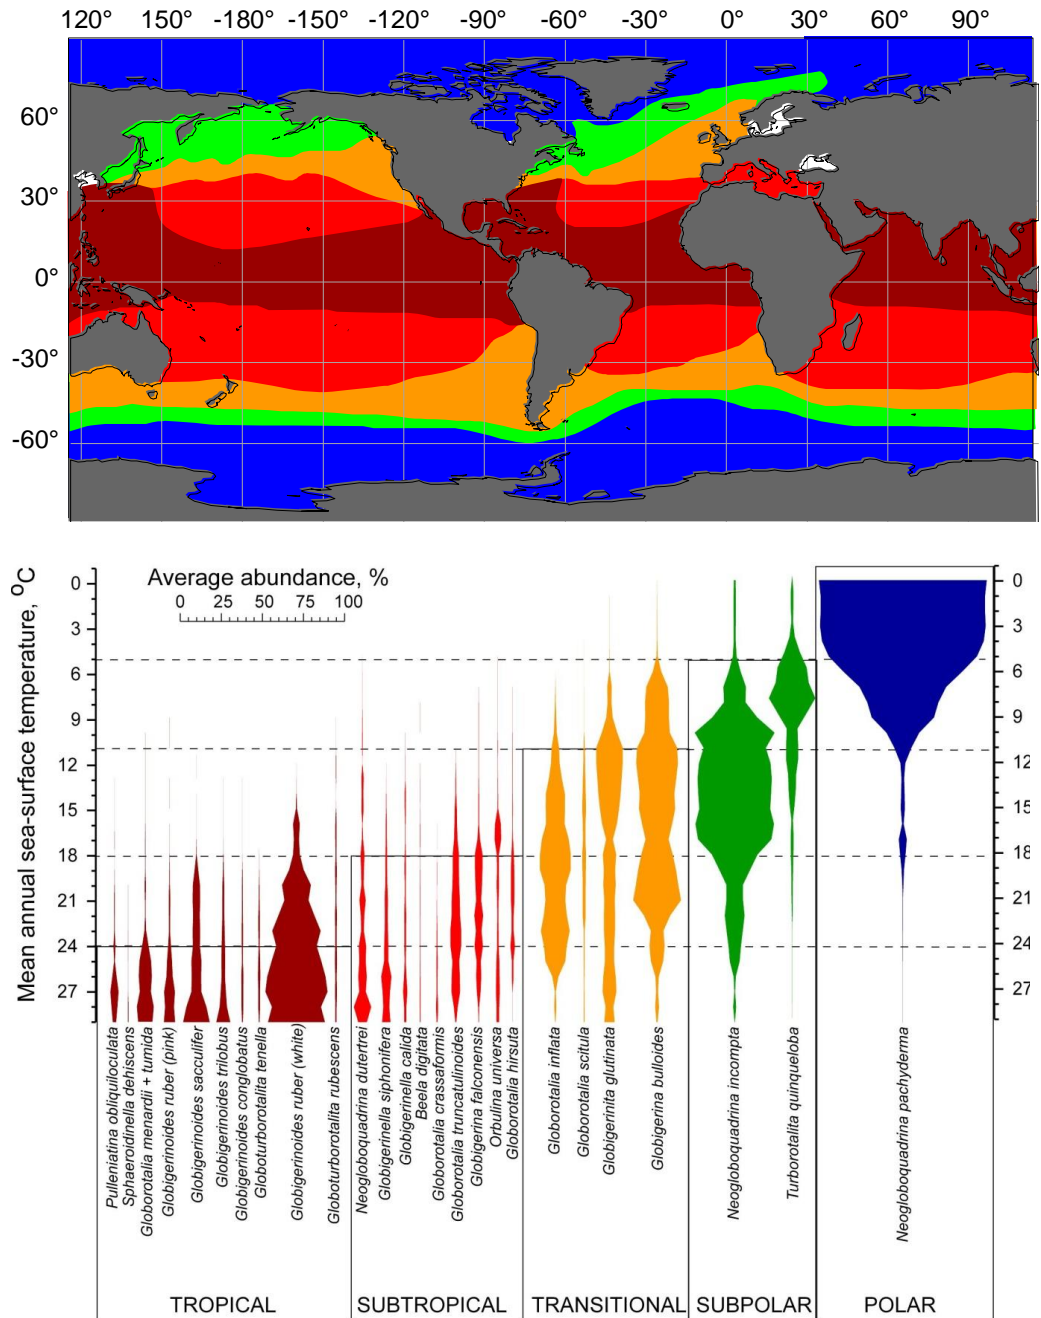 120° 150° -180° -150° -120° -90° -60° -30° 0° 30° 60° 90°
60°
30°
0°
-30°
-60°
Average abundance, %
0 25 50 75 100
Mean annual sea-surface temperature, °C
0
3
6
9
12
15
18
21
24
27
0
3
6
9
12
15
18
21
24
27
Pulleniatina obliquiloculata
Sphaeroidinella dehiscens
Globorotalia menardii + tumida
Globigerinoides ruber (pink)
Globigerinoides sacculifer
Globigerinoides trilobus
Globigerinoides conglobatus
Globoturborotalita tenella
Globigerinoides ruber (white)
Globoturborotalita rubescens
Neogloboquadrina dutertrei
Globigerinella siphonifera
Globigerinella calida
Beela digitata
Globorotalia crassaformis
Globorotalia truncatulinoides
Globigerina falconensis
Orbulina universa
Globorotalia hirsuta
Globorotalia inflata
Globorotalia scitula
Globigerinita glutinata
Globigerina bulloides
Neogloboquadrina incompta
Turborotalita quinqueloba
Neogloboquadrina pachyderma
TROPICAL SUBTROPICAL TRANSITIONAL SUBPOLAR POLAR